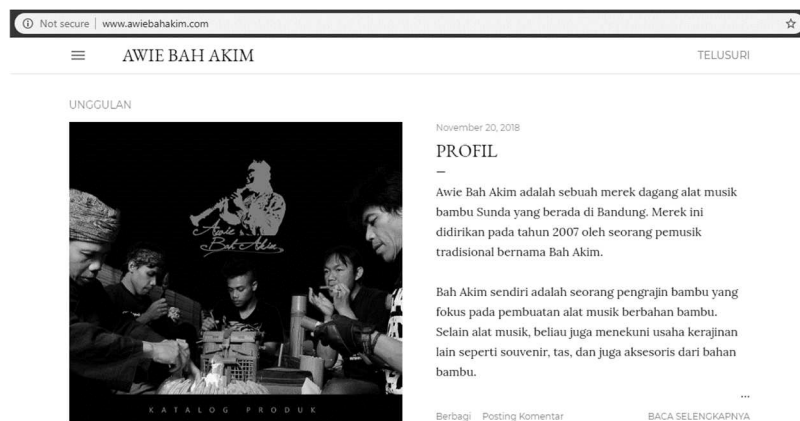 Not secure | www.awiebahakim.com
AWIE BAH AKIM
TELUSURI
UNGGULAN
Awie
Bah Akim
KATALOG PRODUK
November 20, 2018
PROFIL
Awie Bah Akim adalah sebuah merek dagang alat musik
bambu Sunda yang berada di Bandung. Merek ini
didirikan pada tahun 2007 oleh seorang pemusik
tradisional bernama Bah Akim.
Bah Akim sendiri adalah seorang pengrajin bambu yang
fokus pada pembuatan alat musik berbahan bambu.
Selain alat musik, beliau juga menekuni usaha kerajinan
lain seperti souvenir, tas, dan juga aksesoris dari bahan
bambu.
...
Berbagi Posting Komentar BACA SELENGKAPNYA